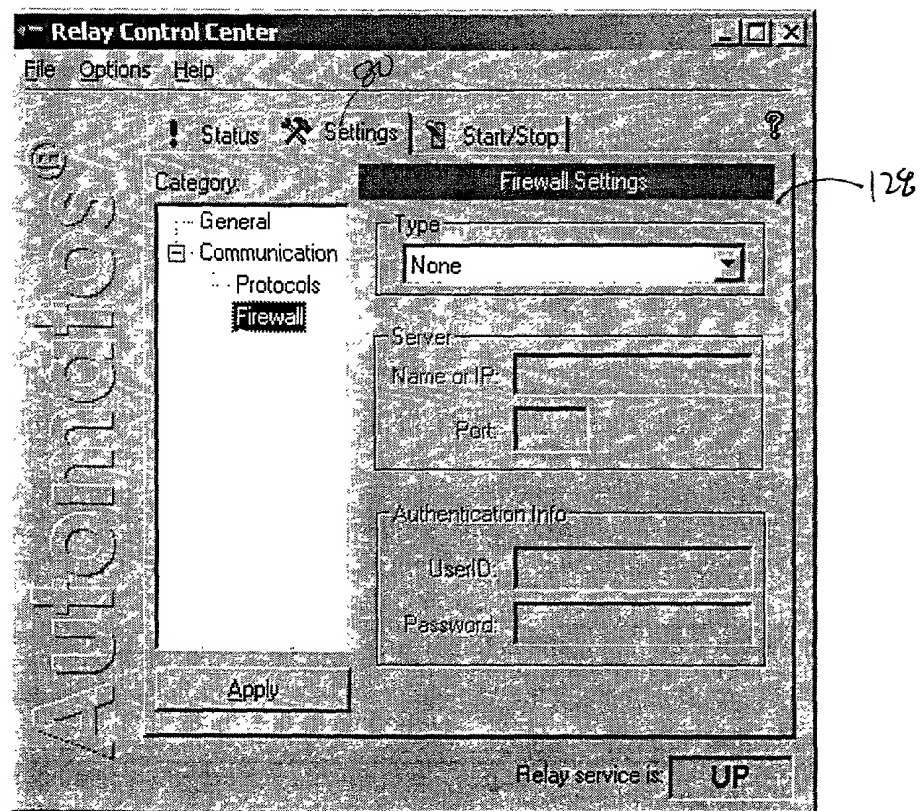 Relay Control Center
File Options Help
80
! Status Settings Start/Stop ?
Automatos®
Category:
General
Communication
Protocols
Firewall
Apply
Firewall Settings
128
Type
None
Server
Name or IP:
Port:
Authentication Info
UserID:
Password:
Relay service is: UP